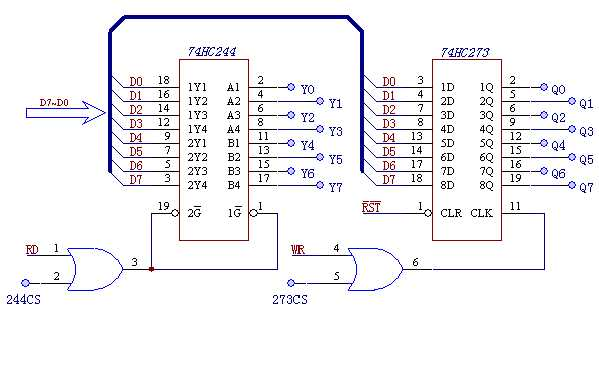 74HC244 74HC273
D0 18 1Y1 A1 2 Y0 D0 3 1D 1Q 2 Q0
D1 16 1Y2 A2 4 Y1 D1 4 2D 2Q 5 Q1
D7~D0 D2 14 1Y3 A3 6 Y2 D2 7 3D 3Q 6 Q2
D3 12 1Y4 A4 8 Y3 D3 8 4D 4Q 9 Q3
D4 9 2Y1 B1 11 Y4 D4 13 5D 5Q 12 Q4
D5 7 2Y2 B2 13 Y5 D5 14 6D 6Q 15 Q5
D6 5 2Y3 B3 15 Y6 D6 17 7D 7Q 16 Q6
D7 3 2Y4 B4 17 Y7 D7 18 8D 8Q 19 Q7
19 2G̅ 1G̅ 1 R̅S̅T̅ 1 CLR CLK 11
RD 1 3 WR 4 6
244CS 2 273CS 5